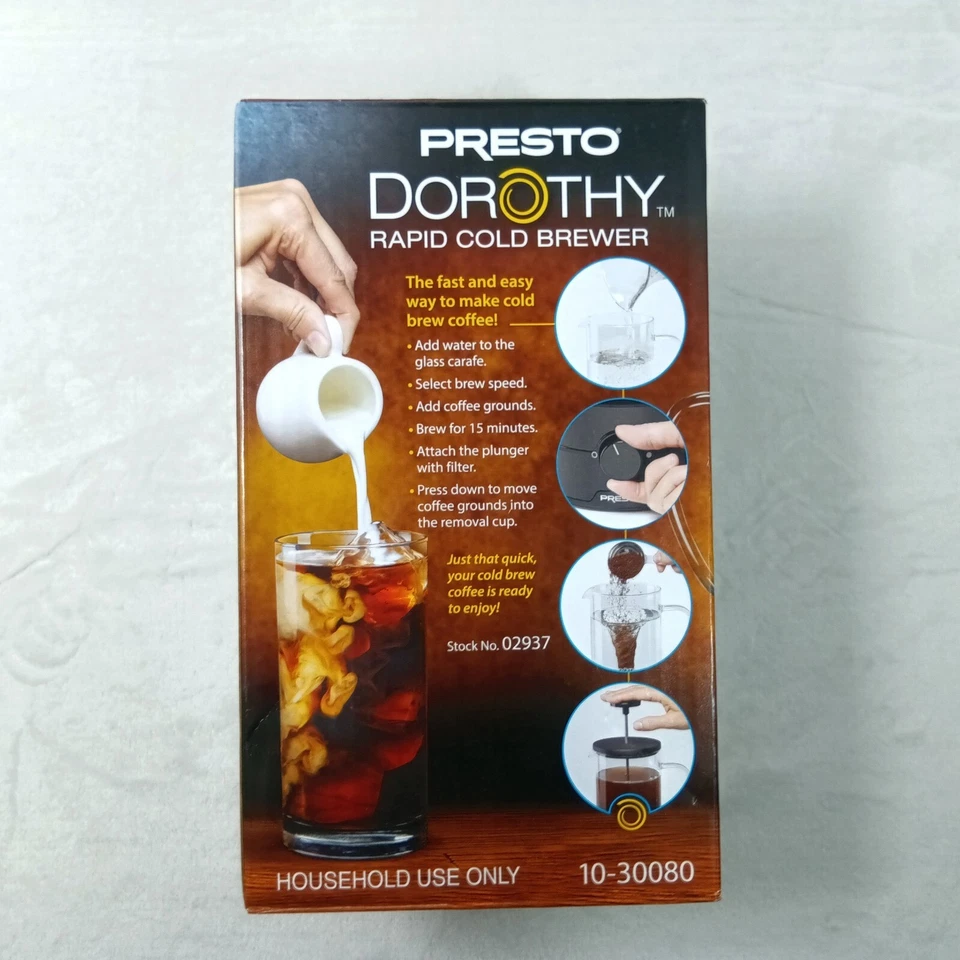 PRESTO®
DOROTHY™
RAPID COLD BREWER
The fast and easy
way to make cold
brew coffee!
• Add water to the
glass carafe.
• Select brew speed.
• Add coffee grounds.
• Brew for 15 minutes.
• Attach the plunger
with filter.
• Press down to move
coffee grounds into
the removal cup.
Just that quick,
your cold brew
coffee is ready
to enjoy!
Stock No. 02937
PRES
HOUSEHOLD USE ONLY
10-30080